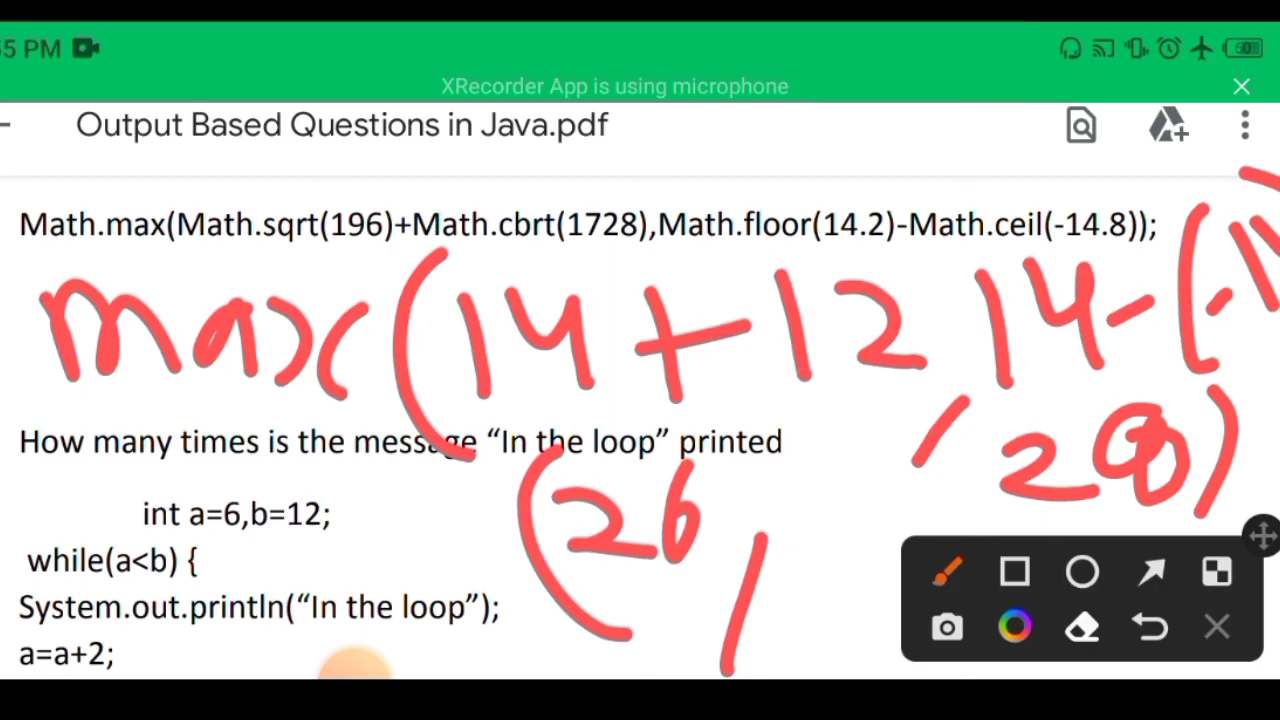 55 PM
XRecorder App is using microphone
Output Based Questions in Java.pdf
Math.max(Math.sqrt(196)+Math.cbrt(1728),Math.floor(14.2)-Math.ceil(-14.8));
max((14+12 14-(-1
, 28)
How many times is the message “In the loop” printed
(26,
int a=6,b=12;
while(a<b) {
System.out.println(“In the loop”);
a=a+2;